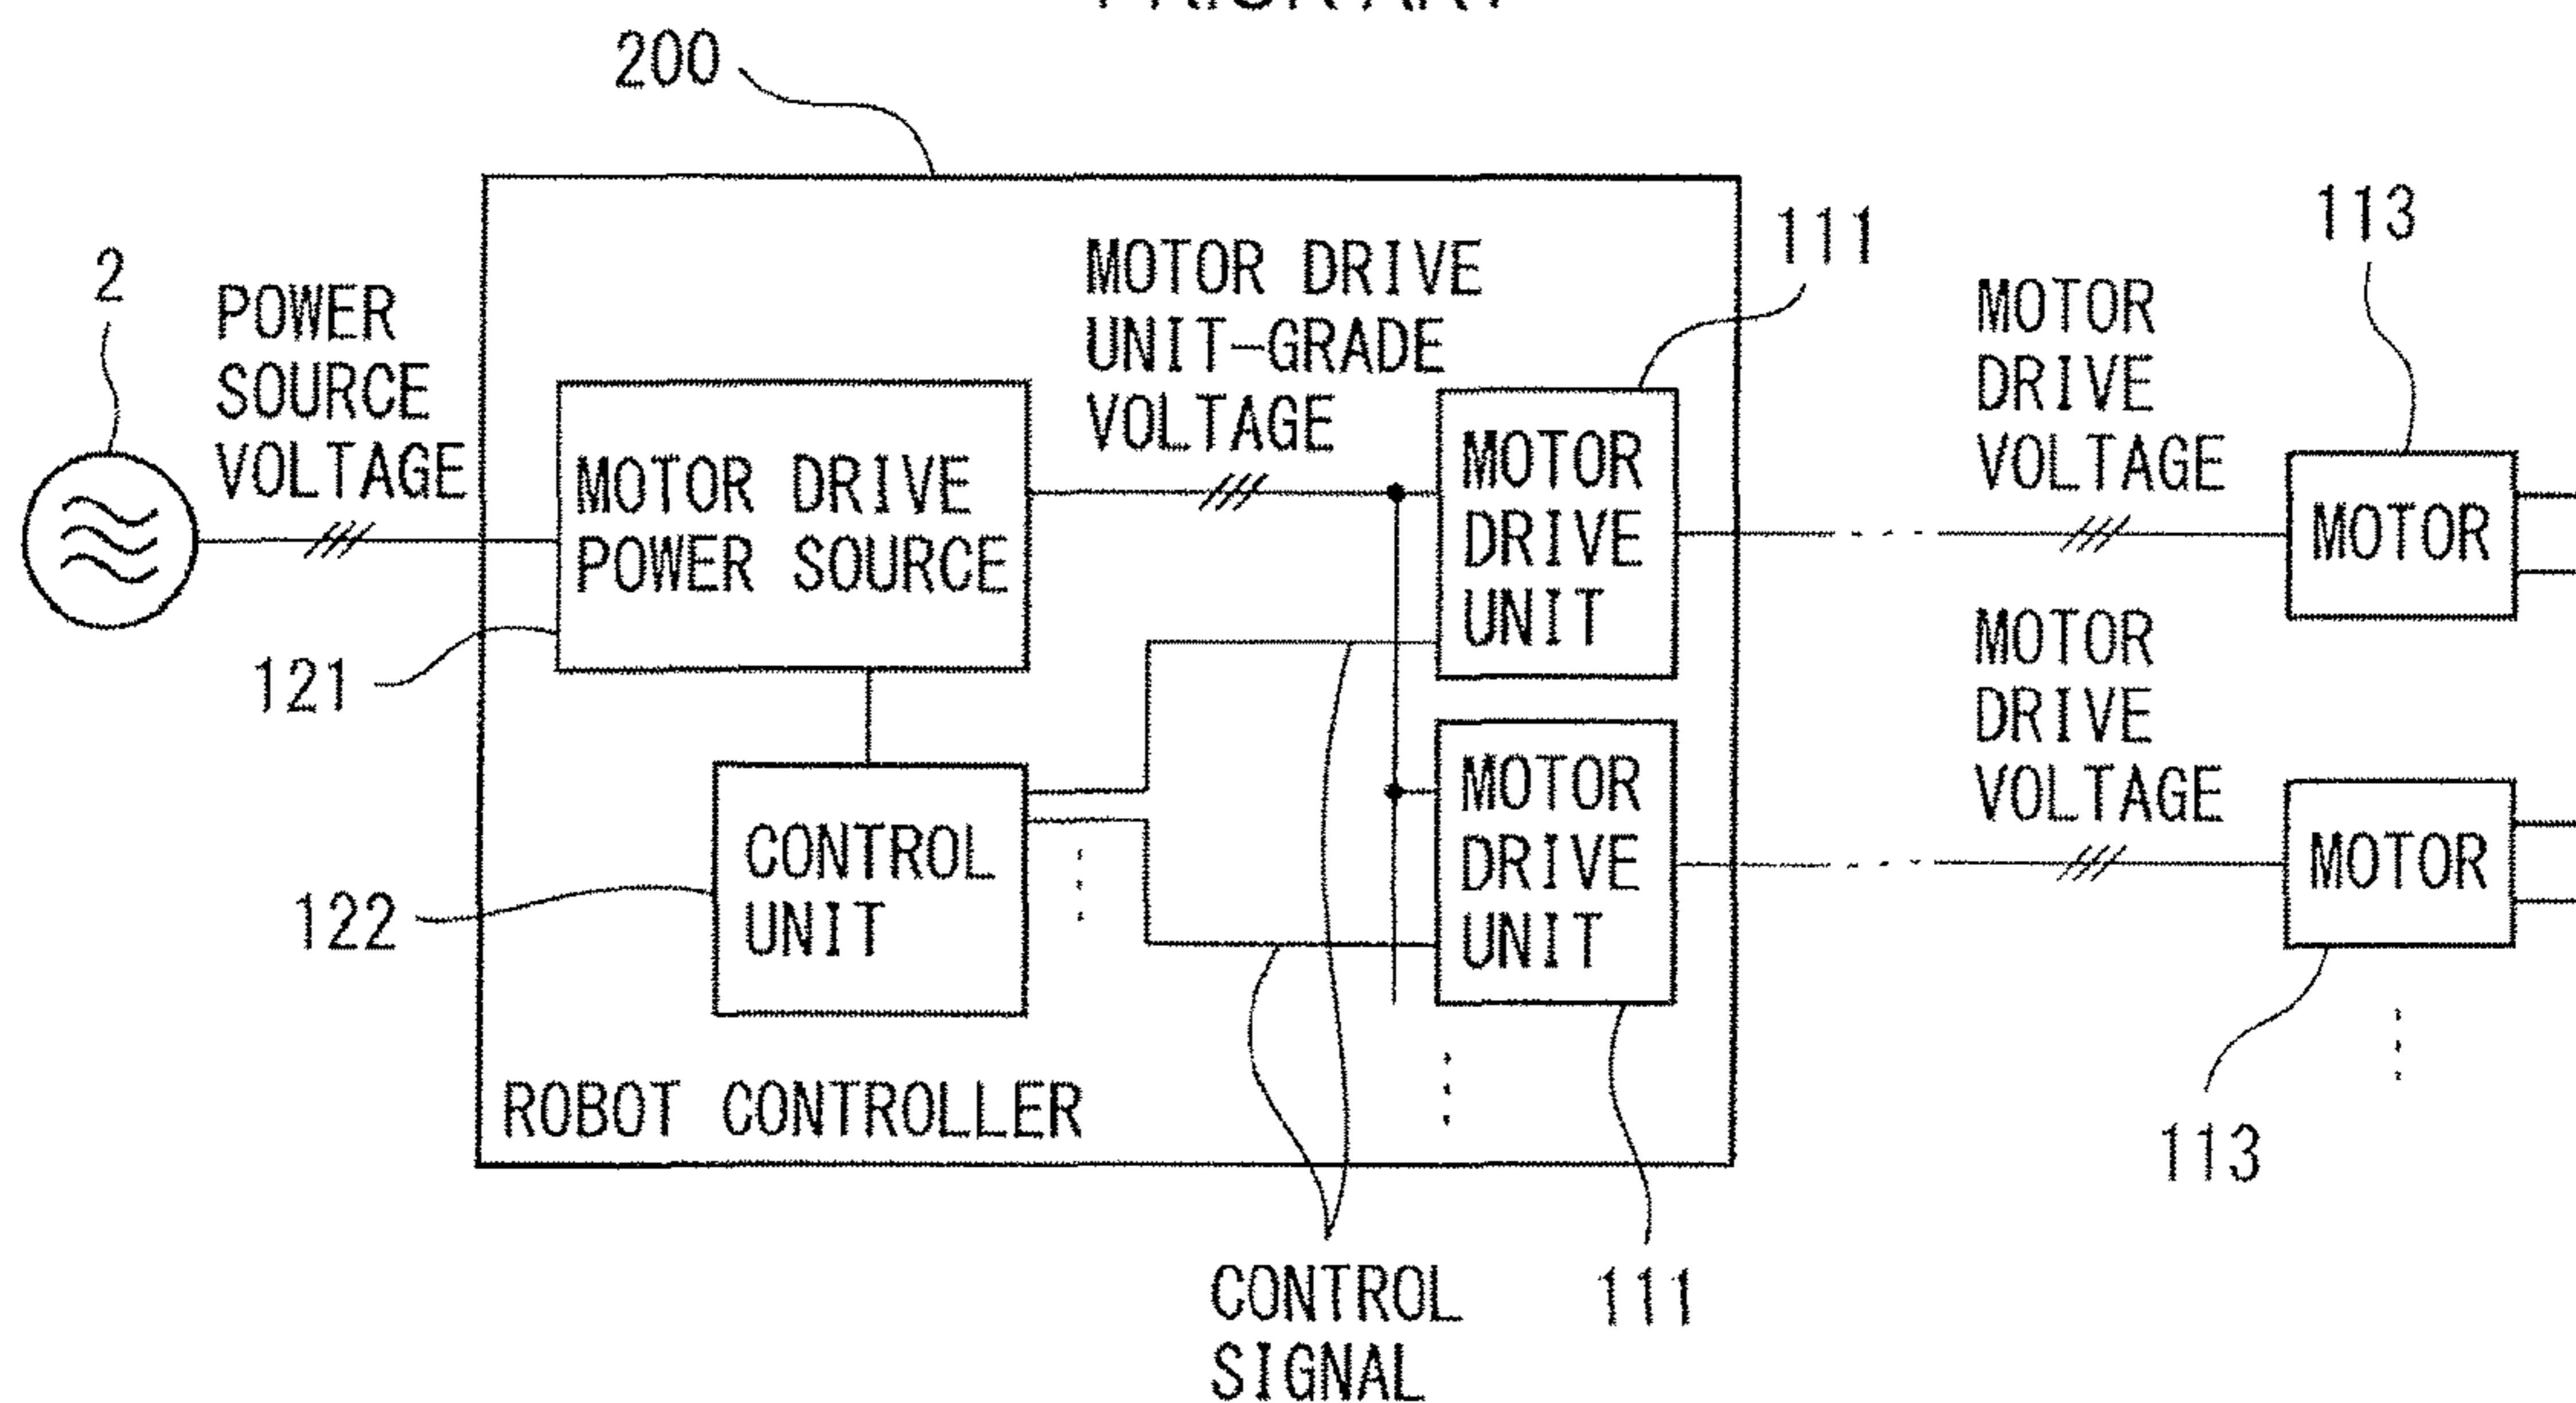 PRIOR ART
200
2
POWER
SOURCE
VOLTAGE
MOTOR DRIVE
UNIT-GRADE
VOLTAGE
111
MOTOR
DRIVE
VOLTAGE
113
MOTOR DRIVE
POWER SOURCE
MOTOR
DRIVE
UNIT
MOTOR
121
MOTOR
DRIVE
VOLTAGE
CONTROL
UNIT
122
MOTOR
DRIVE
UNIT
MOTOR
ROBOT CONTROLLER
113
CONTROL
SIGNAL
111